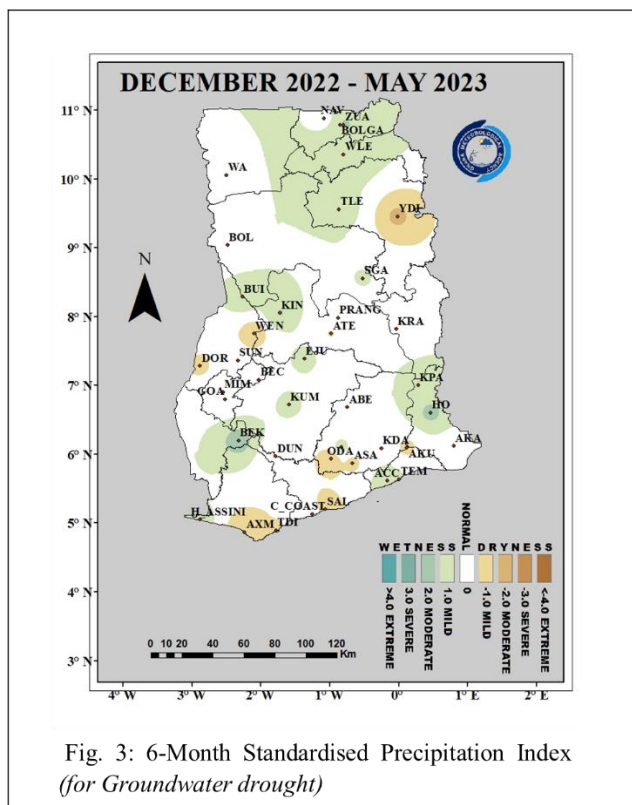 DECEMBER 2022 - MAY 2023
11° N
10° N
9° N
8° N
7° N
6° N
5° N
4° N
3° N
NAV
ZUA
BOLGA
WLE
WA
TLE
YDI
BOL
SGA
N
BUI
KIN
PRANG
KRA
WEN
ATE
SUN
EJU
DOR
BEC
KPA
MIM
GOA
KUM
ABE
HO
BEK
DUN
KDA
AKA
ODA
ASA
AKU
ACC
TEM
C_COAST
SAL
H_ASSINI
AXM
TDI
WETNESS
NORMAL
DRYNESS
>4.0 EXTREME
3.0 SEVERE
2.0 MODERATE
1.0 MILD
0
-1.0 MILD
-2.0 MODERATE
-3.0 SEVERE
<-4.0 EXTREME
0 10 20 40 60 80 100 120
Km
4° W
3° W
2° W
1° W
0°
1° E
2° E
Fig. 3: 6-Month Standardised Precipitation Index
(for Groundwater drought)